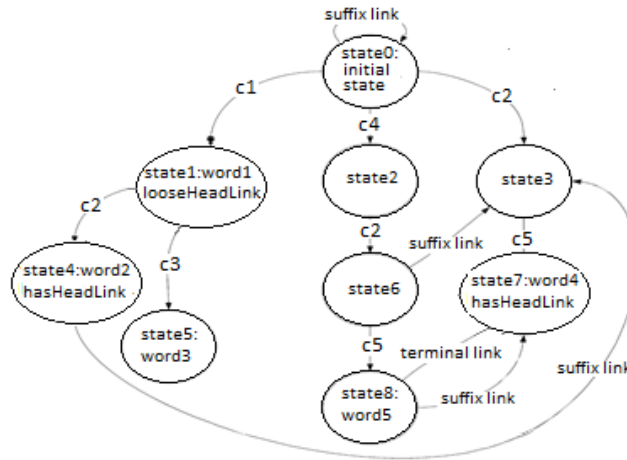 suffix link
state0:
initial
state
c1
c4
c2
state1:word1
looseHeadLink
state2
state3
c2
c3
c2
suffix link
c5
state4:word2
hasHeadLink
state6
state7:word4
hasHeadLink
state5:
word3
c5
terminal link
suffix link
suffix link
state8:
word5